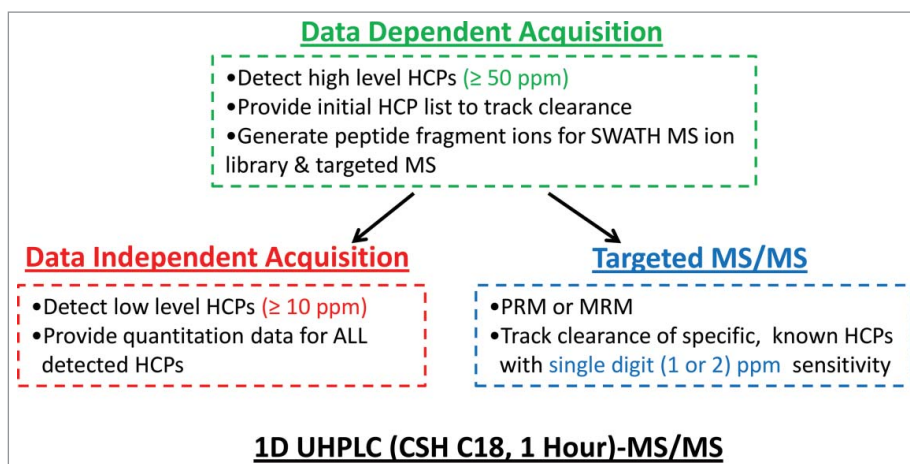 Data Dependent Acquisition
•Detect high level HCPs (≥ 50 ppm)
•Provide initial HCP list to track clearance
•Generate peptide fragment ions for SWATH MS ion
library & targeted MS
Data Independent Acquisition
•Detect low level HCPs (≥ 10 ppm)
•Provide quantitation data for ALL
detected HCPs
Targeted MS/MS
•PRM or MRM
•Track clearance of specific, known HCPs
with single digit (1 or 2) ppm sensitivity
1D UHPLC (CSH C18, 1 Hour)-MS/MS